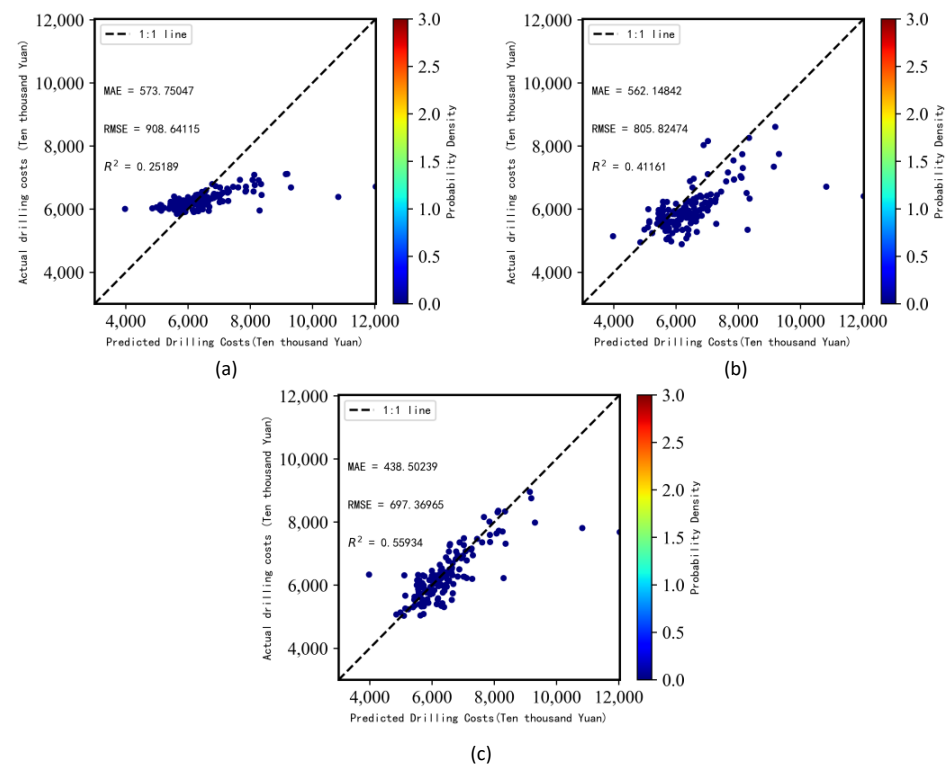 12,000
10,000
8,000
6,000
4,000
Actual drilling costs (Ten thousand Yuan)
1:1 line
MAE = 573.75047
RMSE = 908.64115
R² = 0.25189
4,000 6,000 8,000 10,000 12,000
Predicted Drilling Costs(Ten thousand Yuan)
3.0
2.5
2.0
1.5
1.0
0.5
0.0
Probability Density
(a)
12,000
10,000
8,000
6,000
4,000
Actual drilling costs (Ten thousand Yuan)
1:1 line
MAE = 562.14842
RMSE = 805.82474
R² = 0.41161
4,000 6,000 8,000 10,000 12,000
Predicted Drilling Costs(Ten thousand Yuan)
3.0
2.5
2.0
1.5
1.0
0.5
0.0
Probability Density
(b)
12,000
10,000
8,000
6,000
4,000
Actual drilling costs (Ten thousand Yuan)
1:1 line
MAE = 438.50239
RMSE = 697.36965
R² = 0.55934
4,000 6,000 8,000 10,000 12,000
Predicted Drilling Costs(Ten thousand Yuan)
3.0
2.5
2.0
1.5
1.0
0.5
0.0
Probability Density
(c)